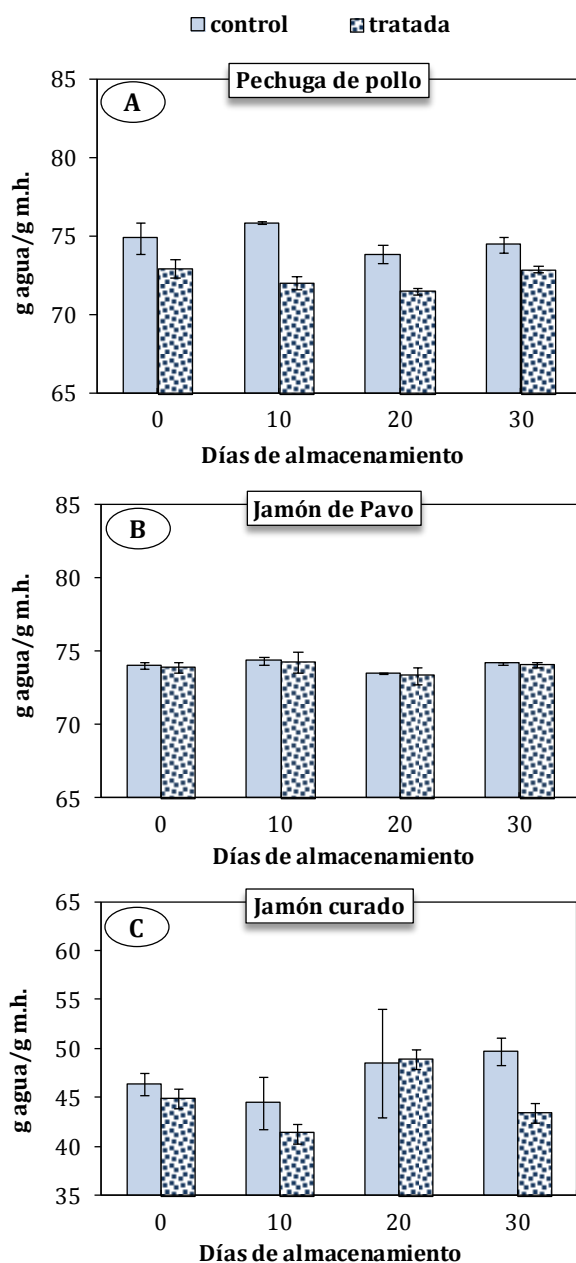 control tratada
Pechuga de pollo
A
g agua/g m.h.
85
80
75
70
65
0 10 20 30
Días de almacenamiento
Jamón de Pavo
B
g agua/g m.h.
85
80
75
70
65
0 10 20 30
Días de almacenamiento
Jamón curado
C
g agua/g m.h.
65
60
55
50
45
40
35
0 10 20 30
Días de almacenamiento